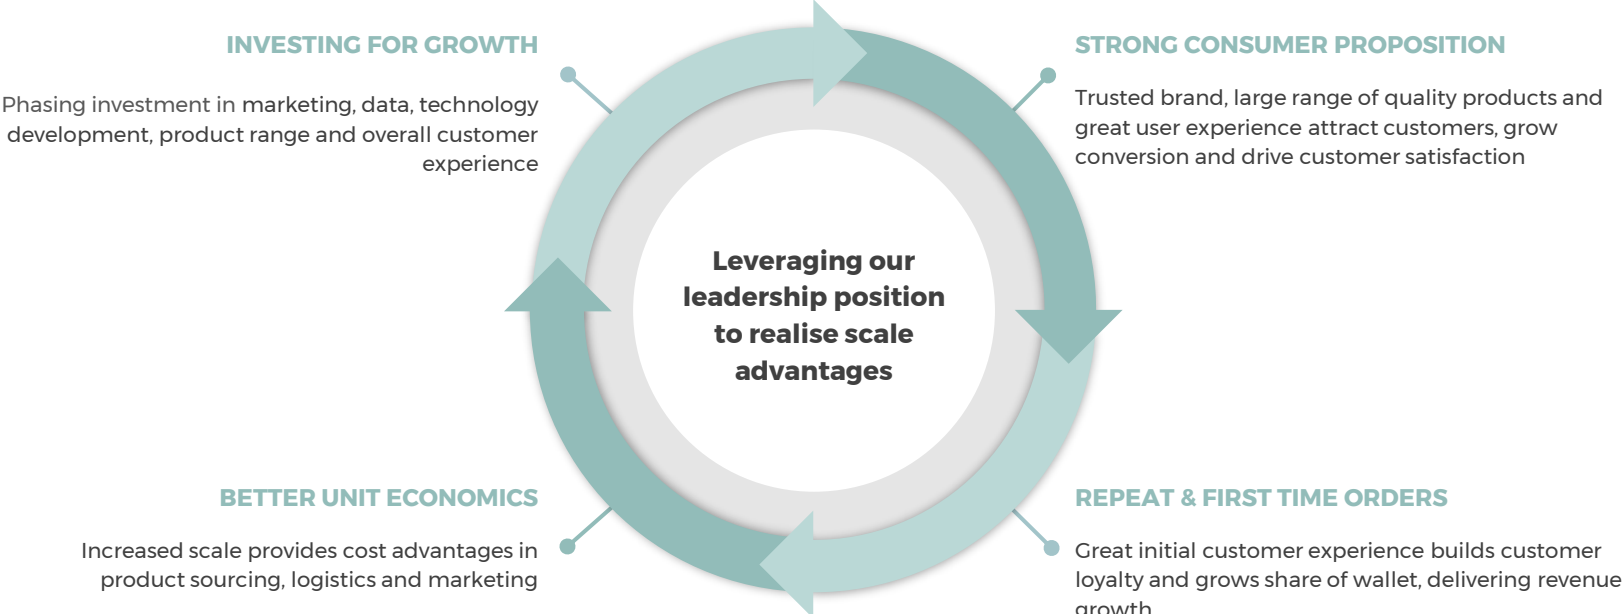 INVESTING FOR GROWTH
Phasing investment in marketing, data, technology
development, product range and overall customer
experience
STRONG CONSUMER PROPOSITION
Trusted brand, large range of quality products and
great user experience attract customers, grow
conversion and drive customer satisfaction
Leveraging our
leadership position
to realise scale
advantages
BETTER UNIT ECONOMICS
Increased scale provides cost advantages in
product sourcing, logistics and marketing
REPEAT & FIRST TIME ORDERS
Great initial customer experience builds customer
loyalty and grows share of wallet, delivering revenue
growth